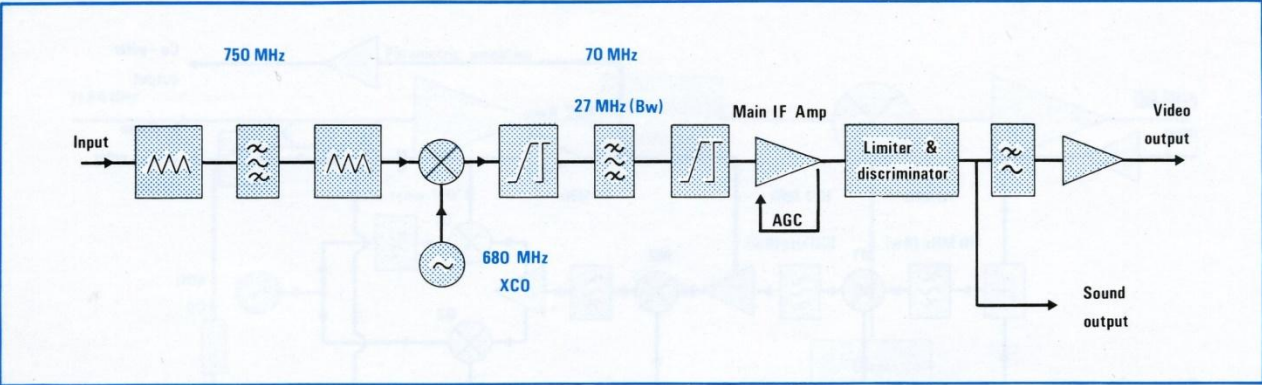 750 MHz
70 MHz
27 MHz (Bw)
Main IF Amp
Video
output
Input
Limiter &
discriminator
AGC
680 MHz
XCO
Sound
output